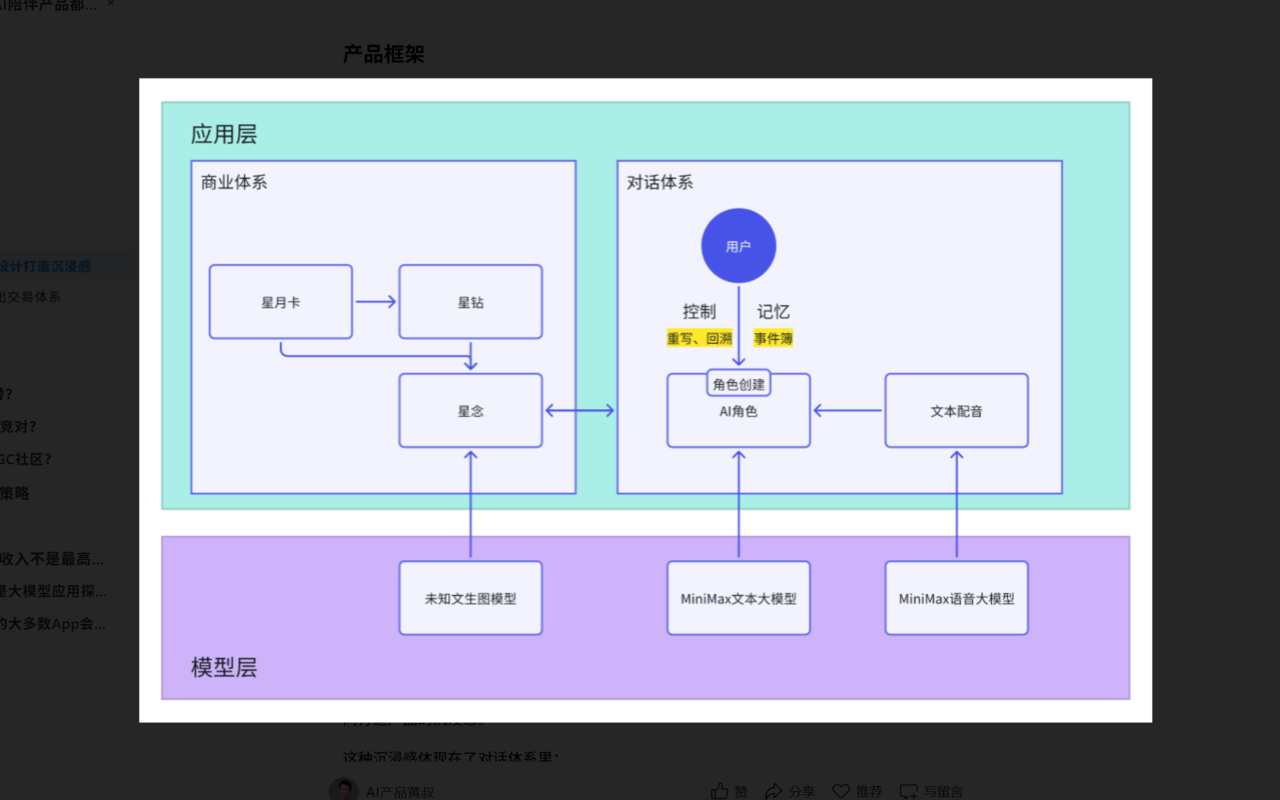 AI陪伴产品都... ×
产品框架
应用层
商业体系
对话体系
用户
设计打造沉浸感
出交易体系
星月卡
星钻
控制
记忆
重写、回溯
事件簿
角色创建
AI角色
星念
文本配音
竞对?
GC社区?
策略
收入不是最高...
是大模型应用探...
的大多数App会...
未知文生图模型
MiniMax文本大模型
MiniMax语音大模型
模型层
这种沉浸感体现在了对话体系里:
AI产品黄叔
赞
分享
推荐
写留言